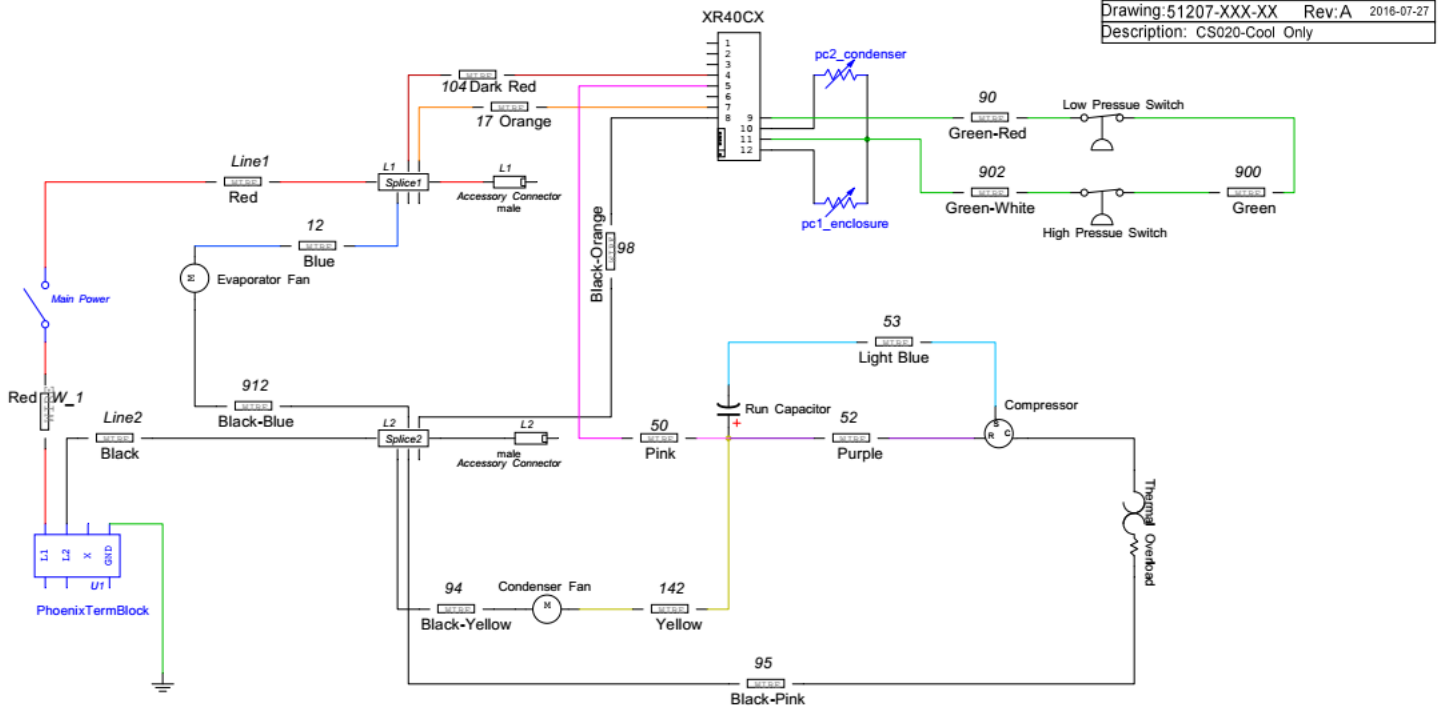 Drawing:51207-XXX-XX Rev:A 2016-07-27
Description: CS020-Cool Only
XR40CX
1
2
3
4
5
6
7
8
9
10
11
12
pc2_condenser
pc1_enclosure
104 Dark Red
17 Orange
90
Green-Red
Low Pressue Switch
902
Green-White
High Pressue Switch
900
Green
Line1
Red
L1
Splice1
L1
Accessory Connector
male
12
Blue
M
Evaporator Fan
Black-Orange
98
Main Power
Red
W_1
912
Black-Blue
Line2
Black
L2
Splice2
L2
male
Accessory Connector
50
Pink
53
Light Blue
Run Capacitor
+
52
Purple
Compressor
S
R
C
Thermal Overload
L1
L2
X
GND
U1
PhoenixTermBlock
94
Black-Yellow
Condenser Fan
M
142
Yellow
95
Black-Pink